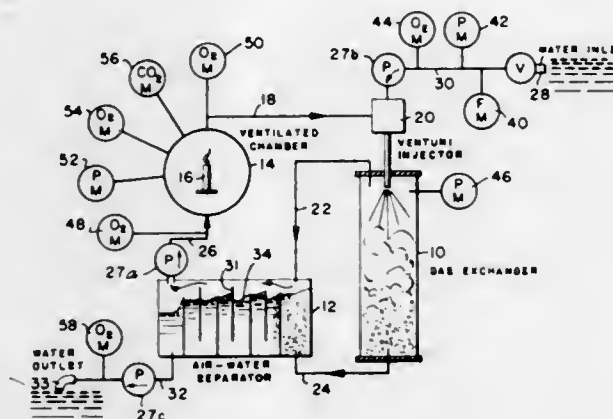 44
O2 M
P M
42
56
O2 M
50
27b
P
WATER INLET
CO2 M
V
28
30
54
18
20
F M
40
O2 M
VENTILATED
CHAMBER
VENTURI
INJECTOR
52
16
14
P M
P M
46
22
48
O2 M
26
10
P
27a
31
34
GAS EXCHANGER
12
58
O2 M
WATER
OUTLET
33
P
AIR-WATER
SEPARATOR
32
24
27c